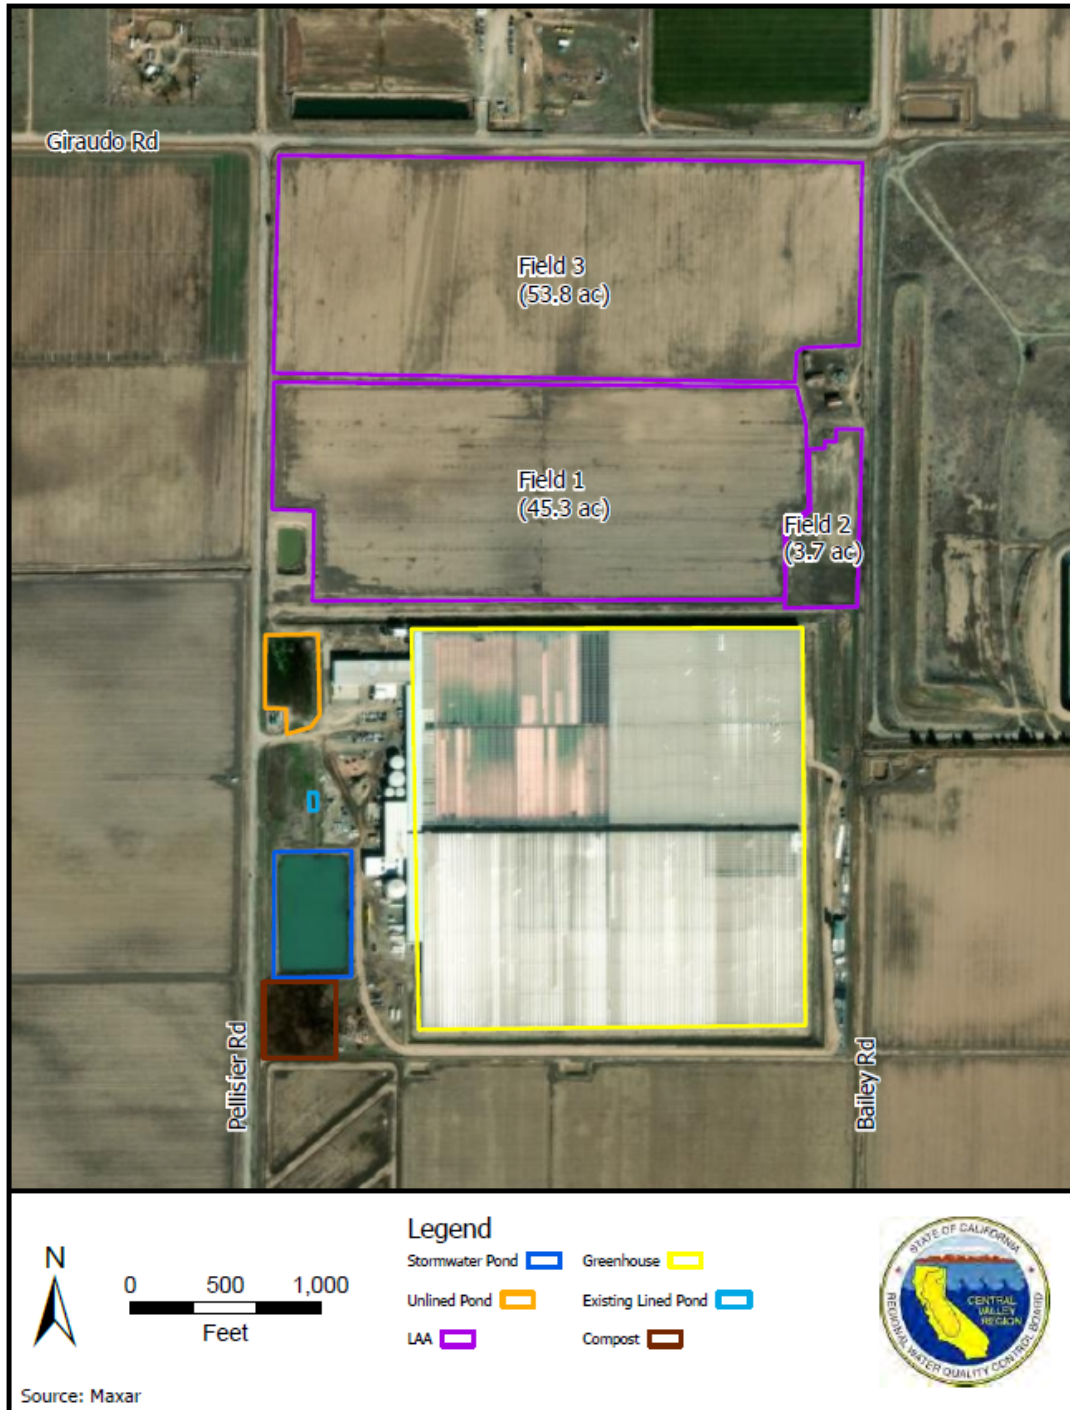 Giraudo Rd
Field 3
(53.8 ac)
Field 1
(45.3 ac)
Field 2
(3.7 ac)
Pellisier Rd
Bailey Rd
N
0 500 1,000
Feet
Legend
Stormwater Pond
Greenhouse
Unlined Pond
Existing Lined Pond
LAA
Compost
STATE OF CALIFORNIA
CENTRAL
VALLEY
REGION
REGIONAL WATER QUALITY CONTROL BOARD
Source: Maxar